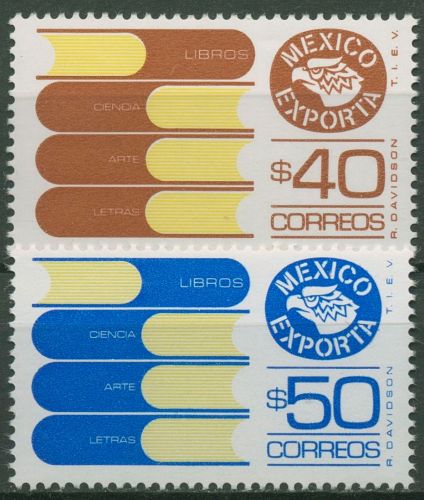 LIBROS
CIENCIA
ARTE
LETRAS
MEXICO
EXPORTA
$40
CORREOS
R. DAVIDSON T.I.E.V.
LIBROS
CIENCIA
ARTE
LETRAS
MEXICO
EXPORTA
$50
CORREOS
R. DAVIDSON T.I.E.V.